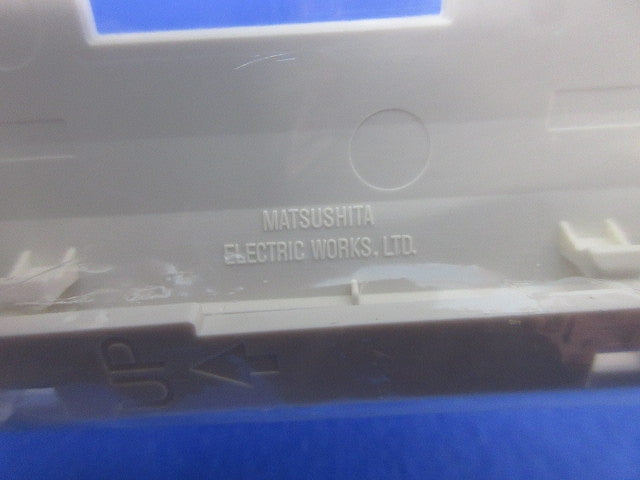 MATSUSHITA
ELECTRIC WORKS, LTD.
UP